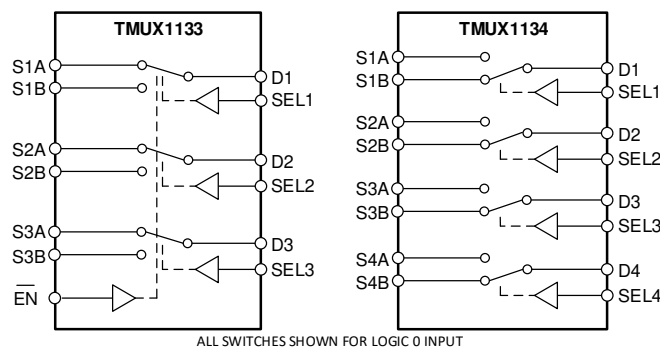 TMUX1133
S1A
S1B
D1
SEL1
S2A
S2B
D2
SEL2
S3A
S3B
D3
SEL3
EN
TMUX1134
S1A
S1B
D1
SEL1
S2A
S2B
D2
SEL2
S3A
S3B
D3
SEL3
S4A
S4B
D4
SEL4
ALL SWITCHES SHOWN FOR LOGIC 0 INPUT